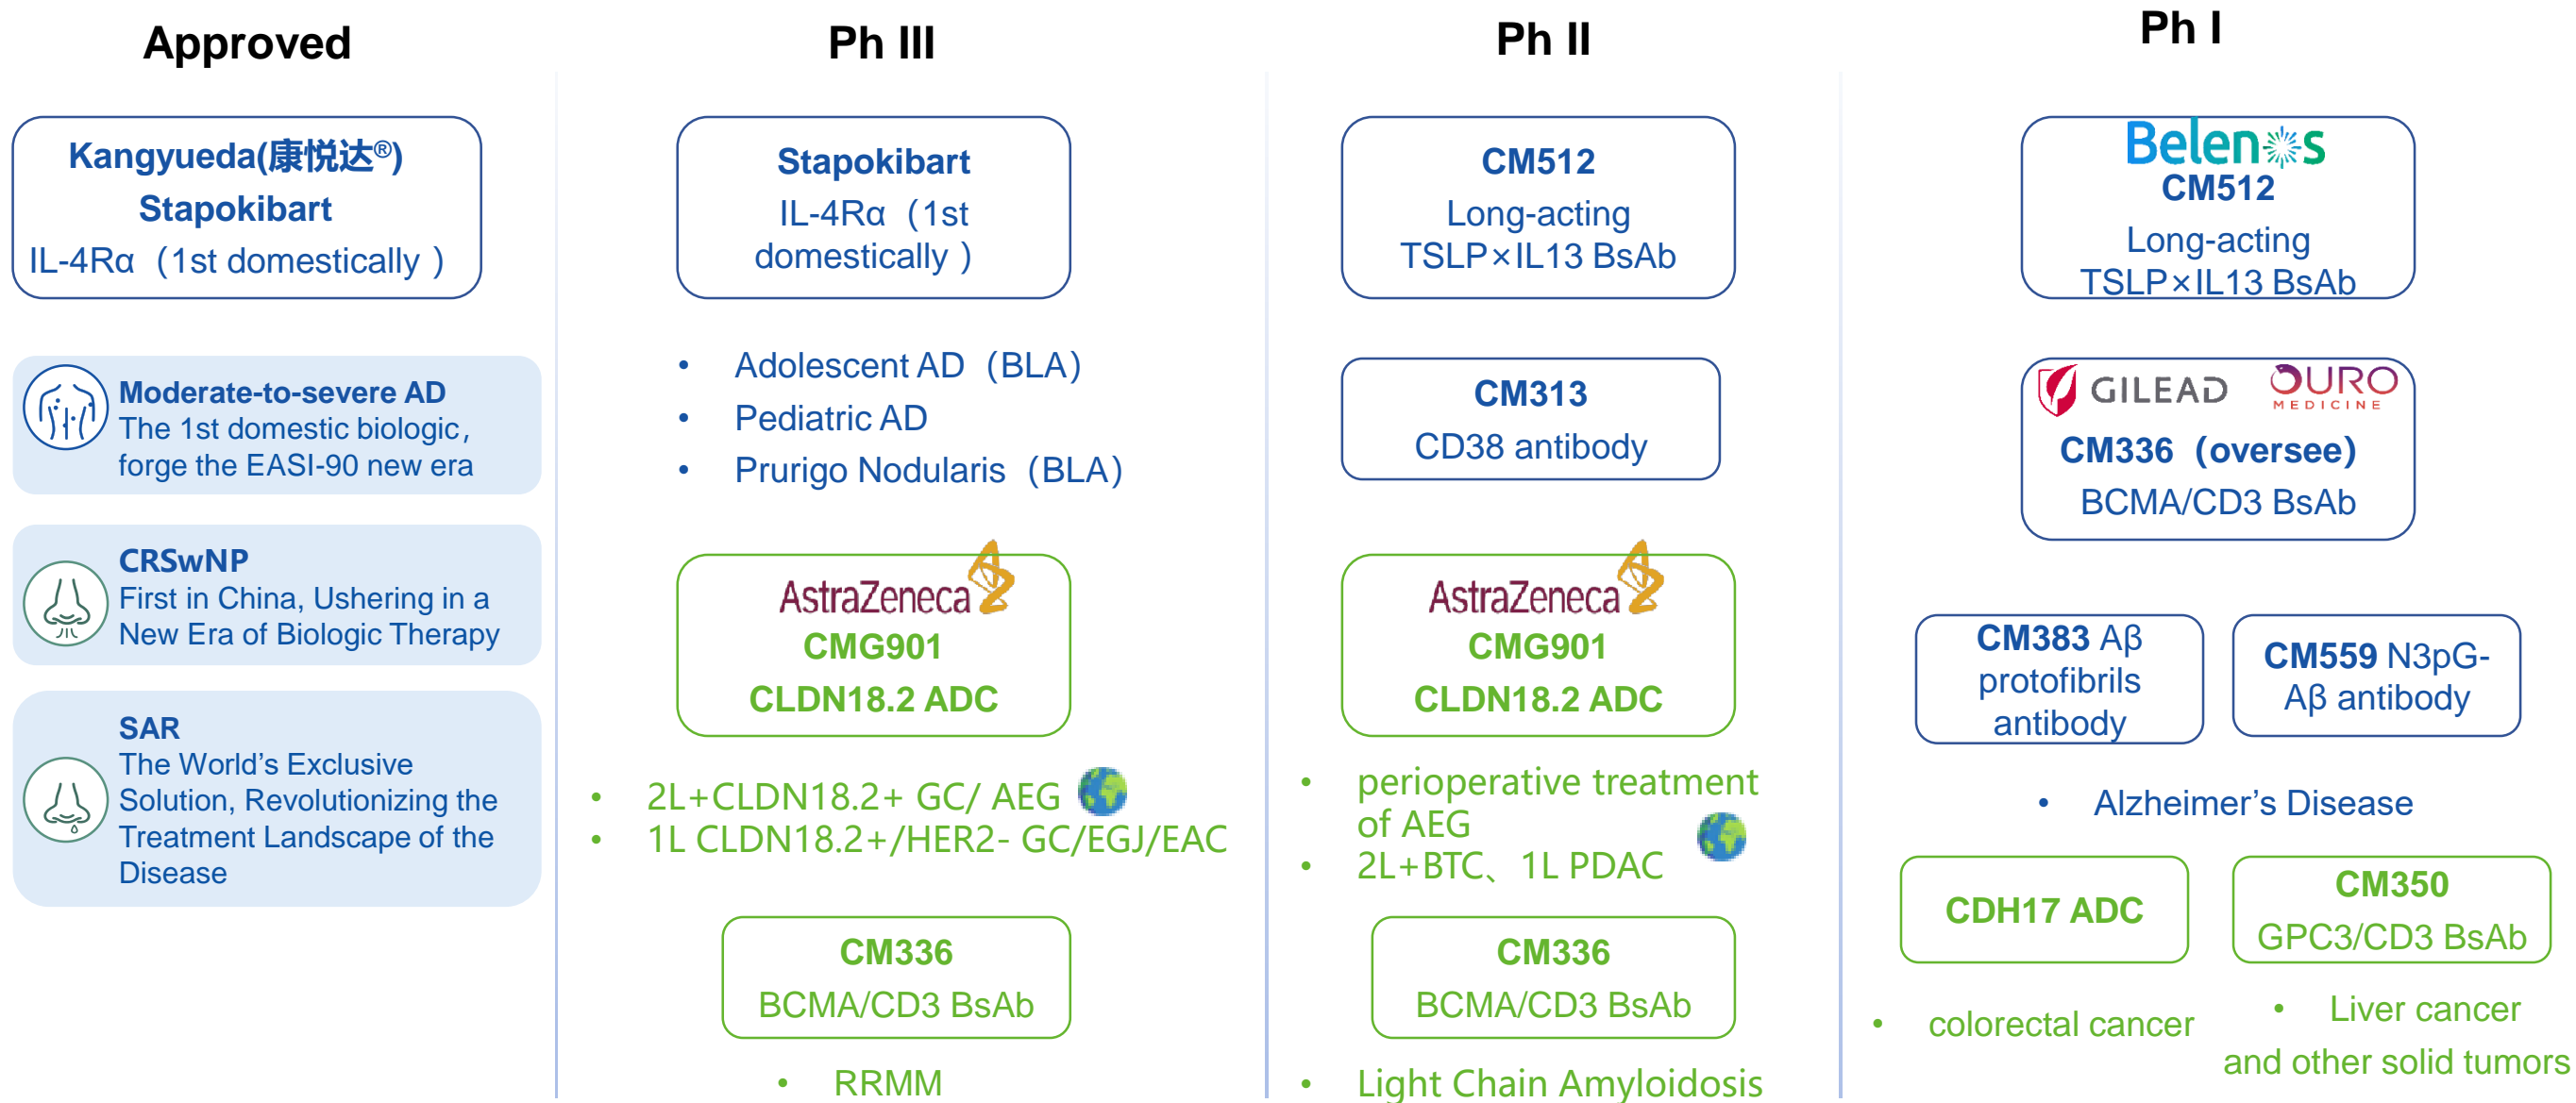 Approved
Kangyueda(康悦达®)
Stapokibart
IL-4Rα（1st domestically ）
Moderate-to-severe AD
The 1st domestic biologic，
forge the EASI-90 new era
CRSwNP
First in China, Ushering in a
New Era of Biologic Therapy
SAR
The World’s Exclusive
Solution, Revolutionizing the
Treatment Landscape of the
Disease
Ph III
Stapokibart
IL-4Rα（1st
domestically ）
• Adolescent AD（BLA）
• Pediatric AD
• Prurigo Nodularis（BLA）
AstraZeneca
CMG901
CLDN18.2 ADC
• 2L+CLDN18.2+ GC/ AEG
• 1L CLDN18.2+/HER2- GC/EGJ/EAC
CM336
BCMA/CD3 BsAb
• RRMM
Ph II
CM512
Long-acting
TSLP×IL13 BsAb
CM313
CD38 antibody
AstraZeneca
CMG901
CLDN18.2 ADC
• perioperative treatment
of AEG
• 2L+BTC、1L PDAC
CM336
BCMA/CD3 BsAb
• Light Chain Amyloidosis
Ph I
Belenos
CM512
Long-acting
TSLP×IL13 BsAb
GILEAD
OURO
MEDICINE
CM336（oversee）
BCMA/CD3 BsAb
CM383 Aβ
protofibrils
antibody
CM559 N3pG-
Aβ antibody
• Alzheimer’s Disease
CDH17 ADC
• colorectal cancer
CM350
GPC3/CD3 BsAb
• Liver cancer
and other solid tumors